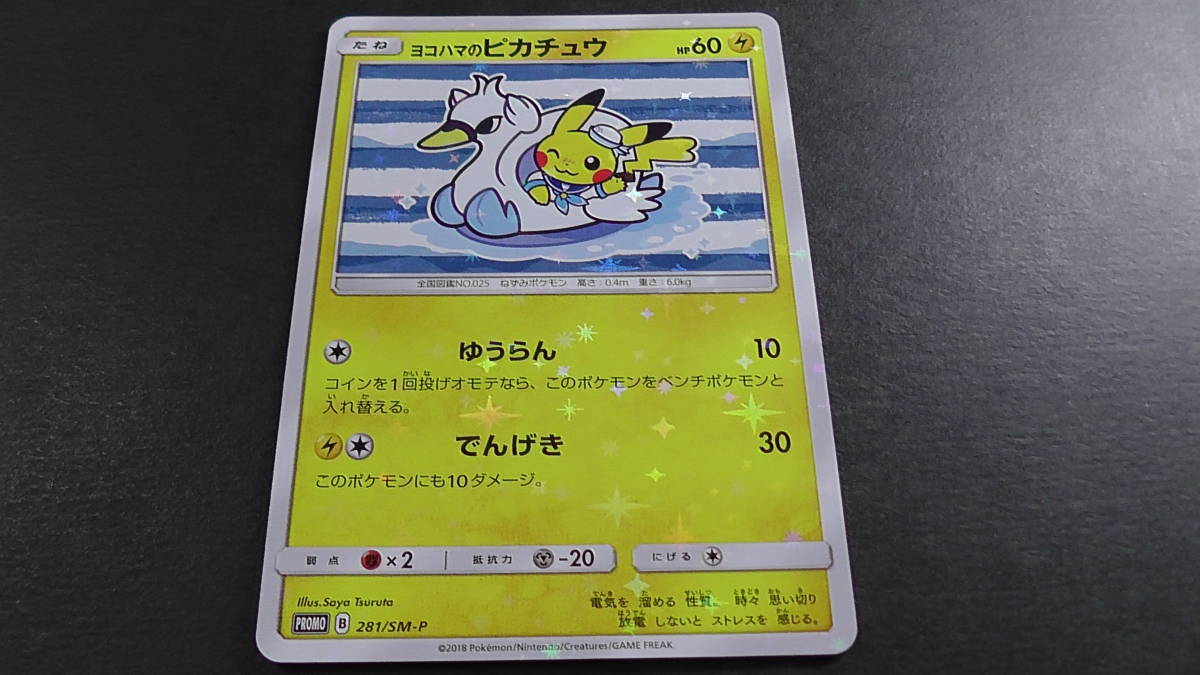 たね ヨコハマのピカチュウ HP60
全国図鑑NO.025 ねずみポケモン 高さ:0.4m 重さ:6.0kg
ゆうらん 10
コインを1回投げオモテなら、このポケモンをベンチポケモンと
入れ替える。
でんげき 30
このポケモンにも10ダメージ。
弱点 ×2 抵抗力 -20 にげる
Illus.Saya Tsuruta
電気を 溜める 性質。 時々 思い切り
放電 しないと ストレスを 感じる。
PROMO B 281/SM-P
©2018 Pokémon/Nintendo/Creatures/GAME FREAK.